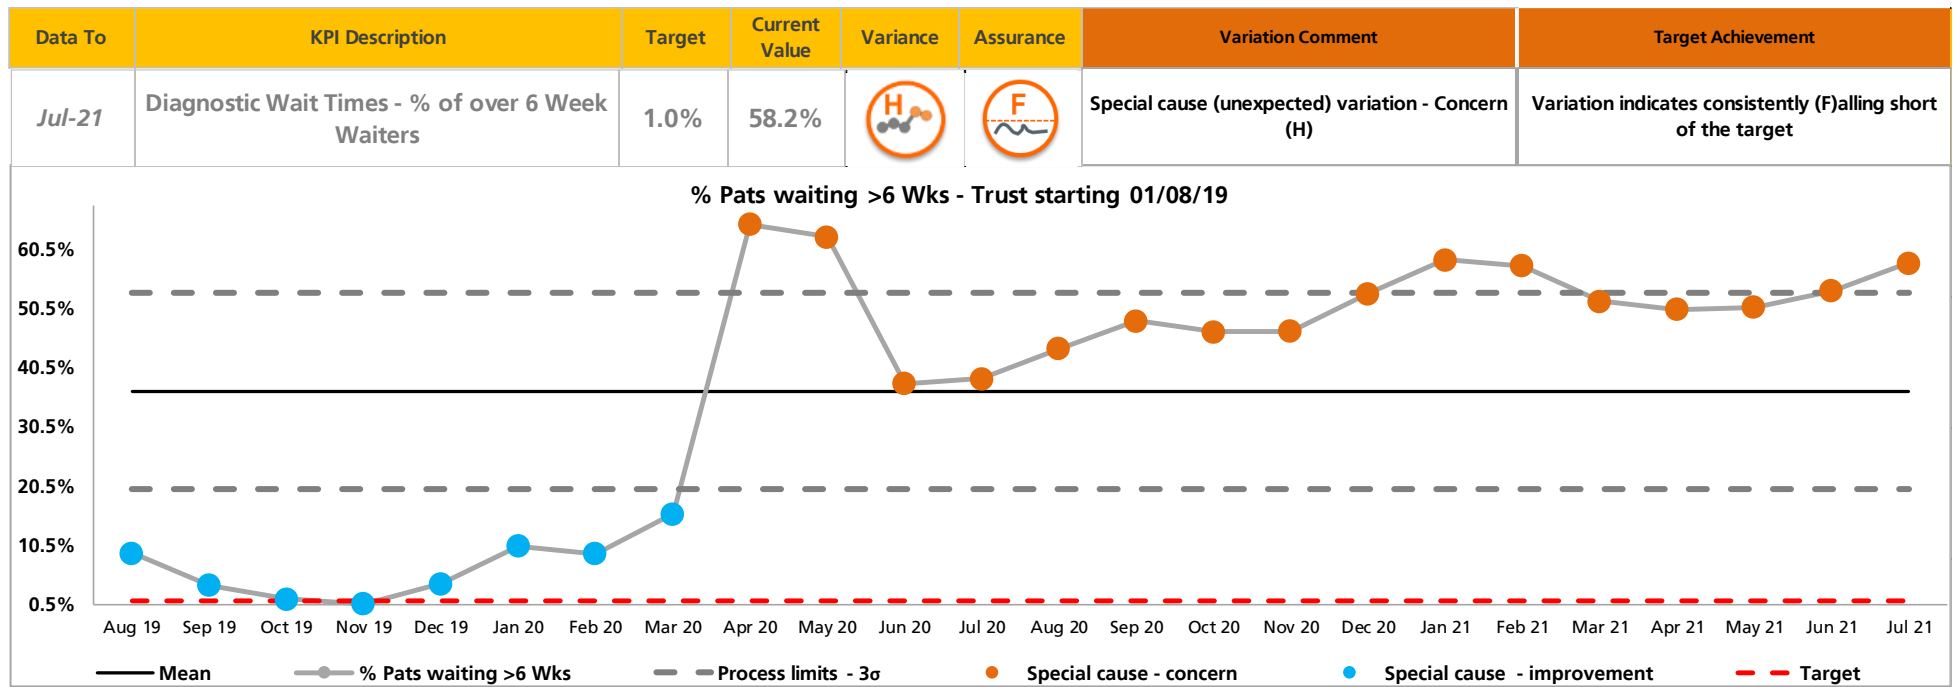 Data To
KPI Description
Target
Current
Value
Variance
Assurance
Variation Comment
Target Achievement
Jul-21
Diagnostic Wait Times - % of over 6 Week
Waiters
1.0%
58.2%
H
F
Special cause (unexpected) variation - Concern
(H)
Variation indicates consistently (F)alling short
of the target
% Pats waiting >6 Wks - Trust starting 01/08/19
60.5%
50.5%
40.5%
30.5%
20.5%
10.5%
0.5%
Aug 19 Sep 19 Oct 19 Nov 19 Dec 19 Jan 20 Feb 20 Mar 20 Apr 20 May 20 Jun 20 Jul 20 Aug 20 Sep 20 Oct 20 Nov 20 Dec 20 Jan 21 Feb 21 Mar 21 Apr 21 May 21 Jun 21 Jul 21
Mean % Pats waiting >6 Wks Process limits - 3σ Special cause - concern Special cause - improvement Target